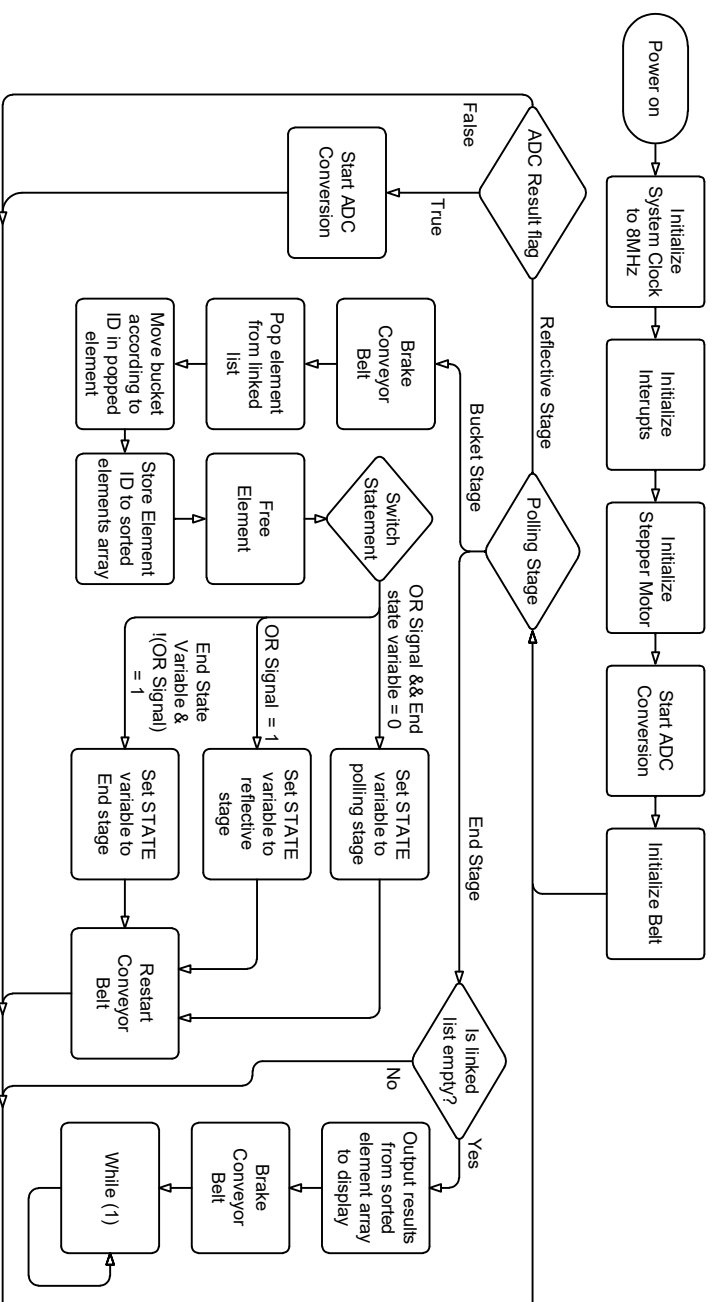 Power on
Initialize
System Clock
to 8MHz
Initialize
Interupts
Initialize
Stepper Motor
Start ADC
Conversion
Initialize Belt
Polling Stage
Reflective Stage
ADC Result flag
False
True
Start ADC
Conversion
Bucket Stage
Brake
Conveyor
Belt
Pop element
from linked
list
Move bucket
according to
ID in popped
element
Store Element
ID to sorted
elements array
Free
Element
Switch
Statement
OR Signal && End
state variable = 0
Set STATE
variable to
polling stage
OR Signal = 1
Set STATE
variable to
reflective
stage
End State
Variable &
!(OR Signal)
= 1
Set STATE
variable to
End stage
Restart
Conveyor
Belt
End Stage
Is linked
list empty?
No
Yes
Output results
from sorted
element array
to display
Brake
Conveyor
Belt
While (1)